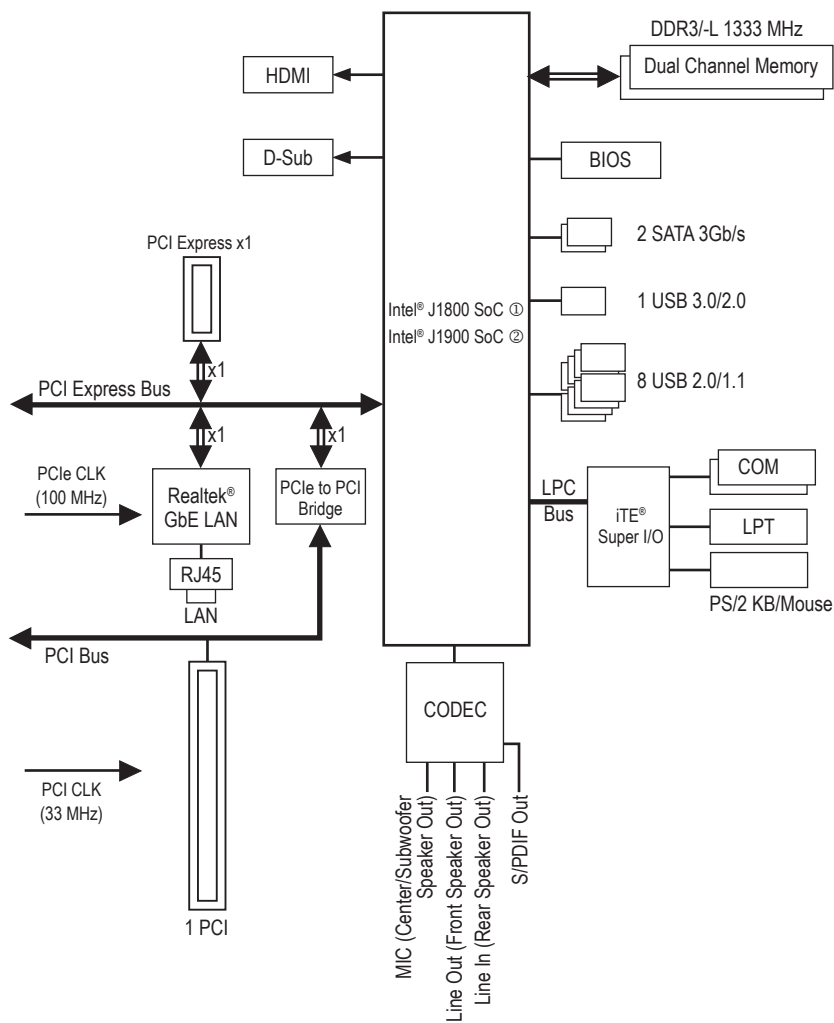 DDR3/-L 1333 MHz
Dual Channel Memory
HDMI
D-Sub
BIOS
2 SATA 3Gb/s
PCI Express x1
1 USB 3.0/2.0
Intel® J1800 SoC ①
Intel® J1900 SoC ②
x1
8 USB 2.0/1.1
PCI Express Bus
x1
x1
PCIe CLK
(100 MHz)
Realtek®
GbE LAN
PCIe to PCI
Bridge
LPC
Bus
iTE®
Super I/O
COM
LPT
PS/2 KB/Mouse
RJ45
LAN
PCI Bus
CODEC
PCI CLK
(33 MHz)
1 PCI
MIC (Center/Subwoofer
Speaker Out)
Line Out (Front Speaker Out)
Line In (Rear Speaker Out)
S/PDIF Out